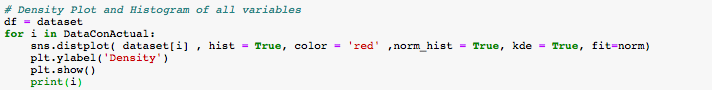 # Density Plot and Histogram of all variables
df = dataset
for i in DataConActual:
    sns.distplot( dataset[i] , hist = True, color = 'red' ,norm_hist = True, kde = True, fit=norm)
    plt.ylabel('Density')
    plt.show()
    print(i)